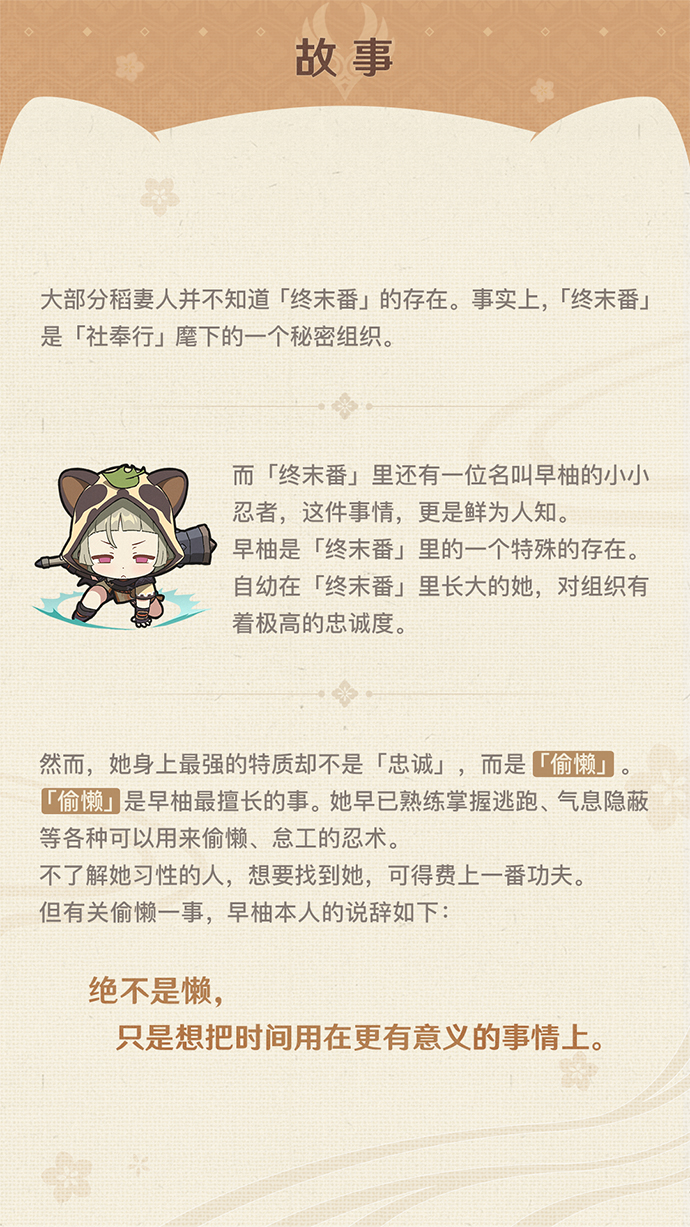 故事
大部分稻妻人并不知道「终末番」的存在。事实上，「终末番」
是「社奉行」麾下的一个秘密组织。
而「终末番」里还有一位名叫早柚的小小
忍者，这件事情，更是鲜为人知。
早柚是「终末番」里的一个特殊的存在。
自幼在「终末番」里长大的她，对组织有
着极高的忠诚度。
然而，她身上最强的特质却不是「忠诚」，而是「偷懒」。
「偷懒」是早柚最擅长的事。她早已熟练掌握逃跑、气息隐蔽
等各种可以用来偷懒、怠工的忍术。
不了解她习性的人，想要找到她，可得费上一番功夫。
但有关偷懒一事，早柚本人的说辞如下：
绝不是懒，
只是想把时间用在更有意义的事情上。